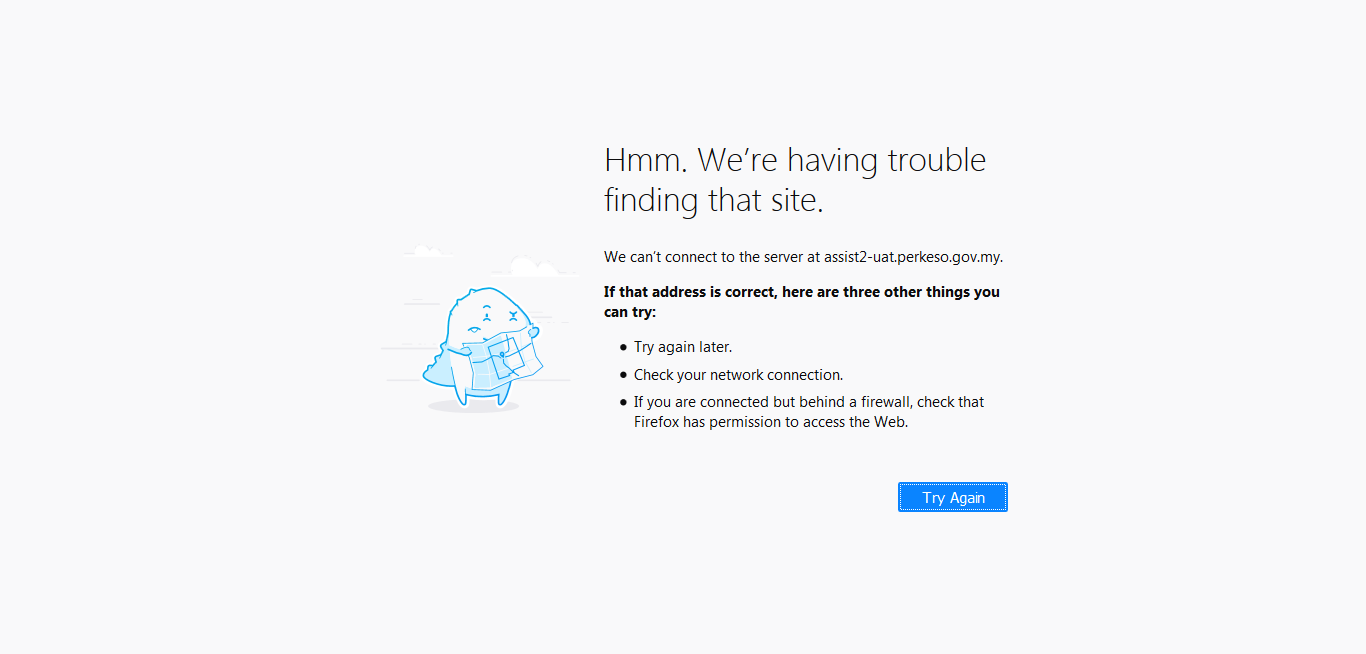 Hmm. We’re having trouble
finding that site.
We can’t connect to the server at assist2-uat.perkeso.gov.my.
If that address is correct, here are three other things you
can try:
Try again later.
Check your network connection.
If you are connected but behind a firewall, check that
Firefox has permission to access the Web.
Try Again